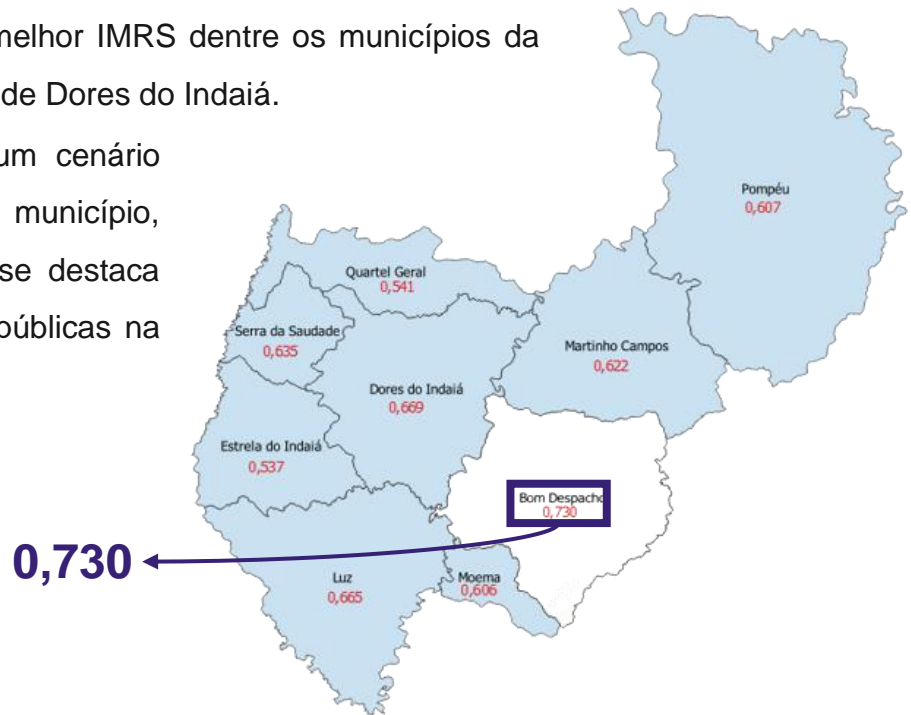 melhor IMRS dentre os municípios da
de Dores do Indaiá.
um cenário
município,
se destaca
públicas na
Pompéu
0,607
Quartel Geral
0,541
Serra da Saudade
0,635
Martinho Campos
0,622
Dores do Indaiá
0,669
Estrela do Indaiá
0,537
Bom Despacho
0,730
0,730
Luz
0,665
Moema
0,606